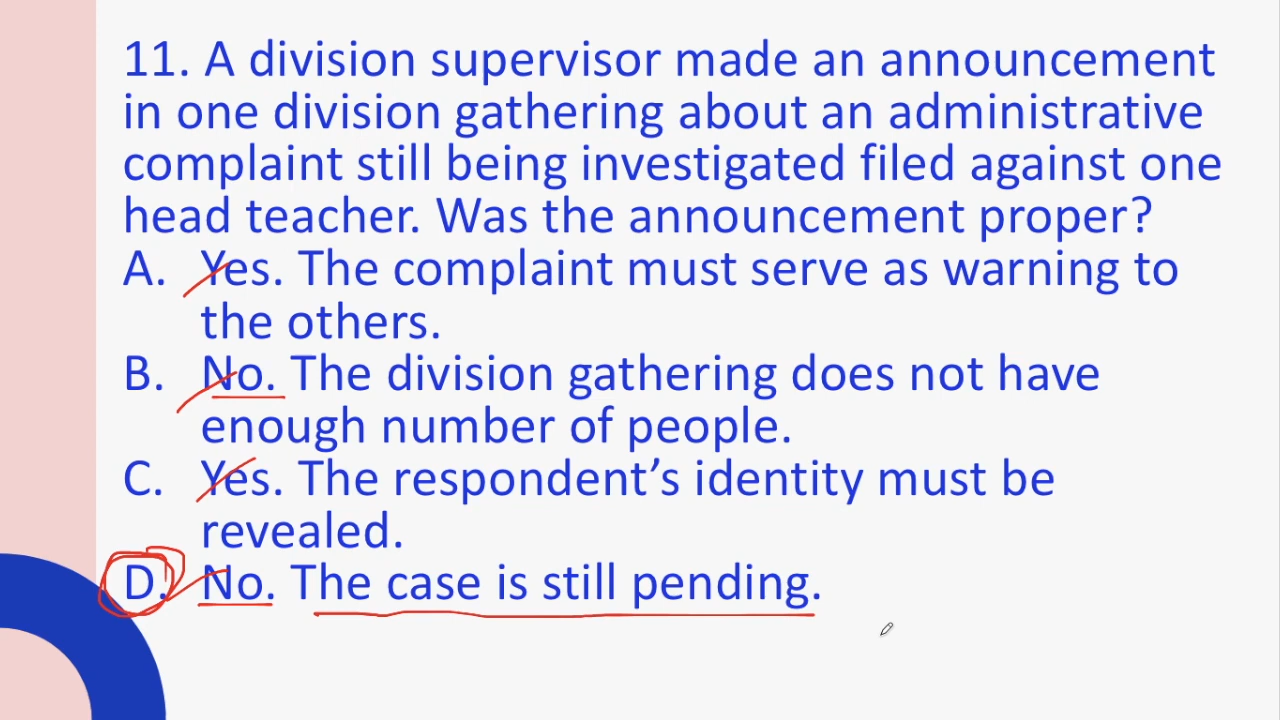 11. A division supervisor made an announcement
in one division gathering about an administrative
complaint still being investigated filed against one
head teacher. Was the announcement proper?
A. Yes. The complaint must serve as warning to
the others.
B. No. The division gathering does not have
enough number of people.
C. Yes. The respondent’s identity must be
revealed.
D. No. The case is still pending.